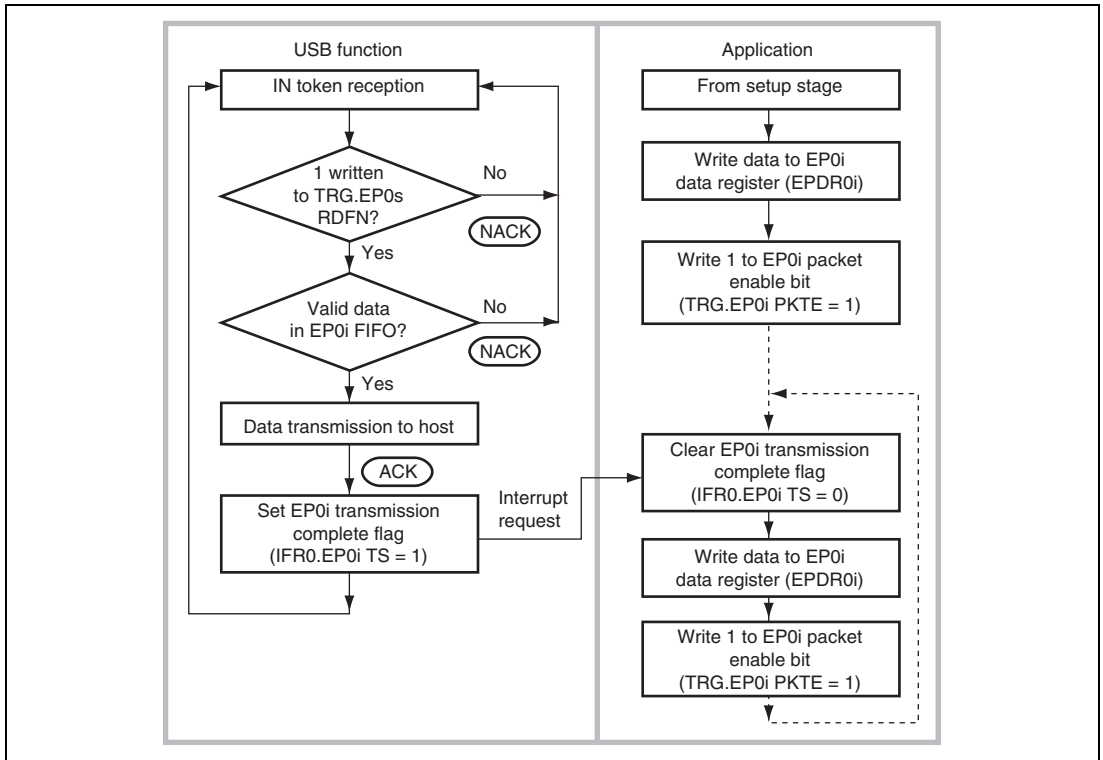 USB function
IN token reception
1 written
to TRG.EP0s
RDFN?
No
NACK
Yes
Valid data
in EP0i FIFO?
No
NACK
Yes
Data transmission to host
ACK
Set EP0i transmission
complete flag
(IFR0.EP0i TS = 1)
Interrupt
request
Application
From setup stage
Write data to EP0i
data register (EPDR0i)
Write 1 to EP0i packet
enable bit
(TRG.EP0i PKTE = 1)
Clear EP0i transmission
complete flag
(IFR0.EP0i TS = 0)
Write data to EP0i
data register (EPDR0i)
Write 1 to EP0i packet
enable bit
(TRG.EP0i PKTE = 1)